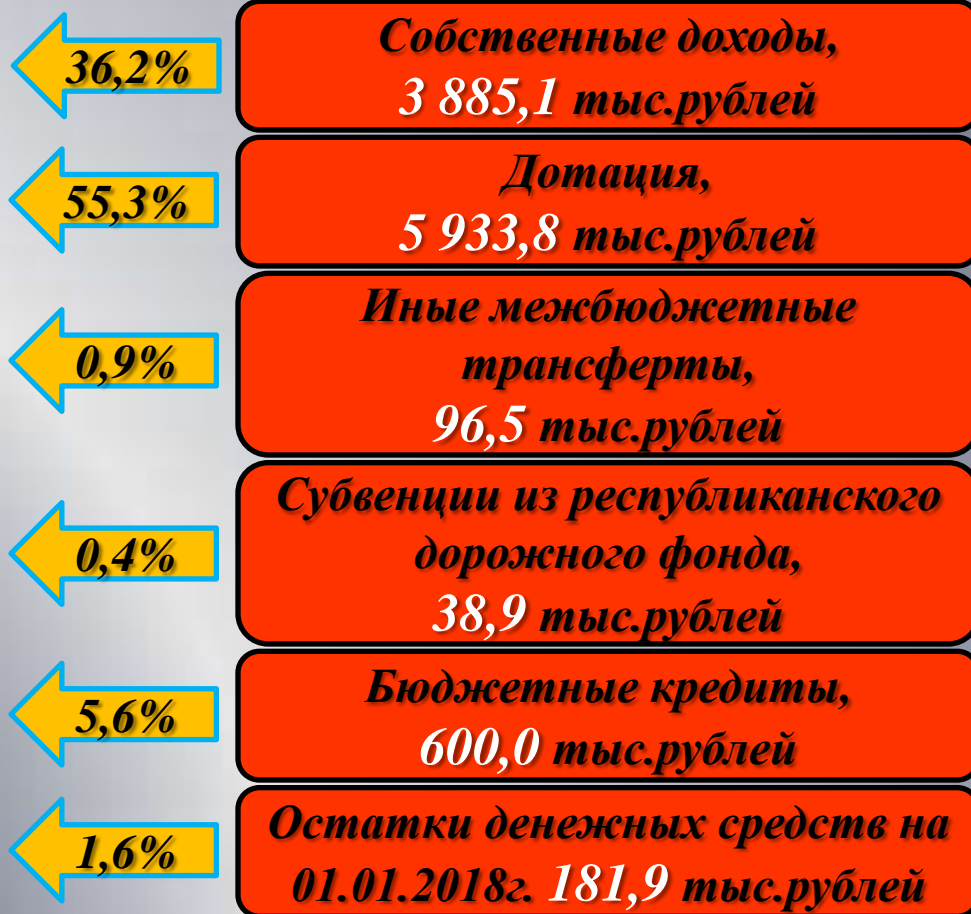 36,2%
Собственные доходы,
3 885,1 тыс.рублей
55,3%
Дотация,
5 933,8 тыс.рублей
0,9%
Иные межбюджетные
трансферты,
96,5 тыс.рублей
0,4%
Субвенции из республиканского
дорожного фонда,
38,9 тыс.рублей
5,6%
Бюджетные кредиты,
600,0 тыс.рублей
1,6%
Остатки денежных средств на
01.01.2018г. 181,9 тыс.рублей